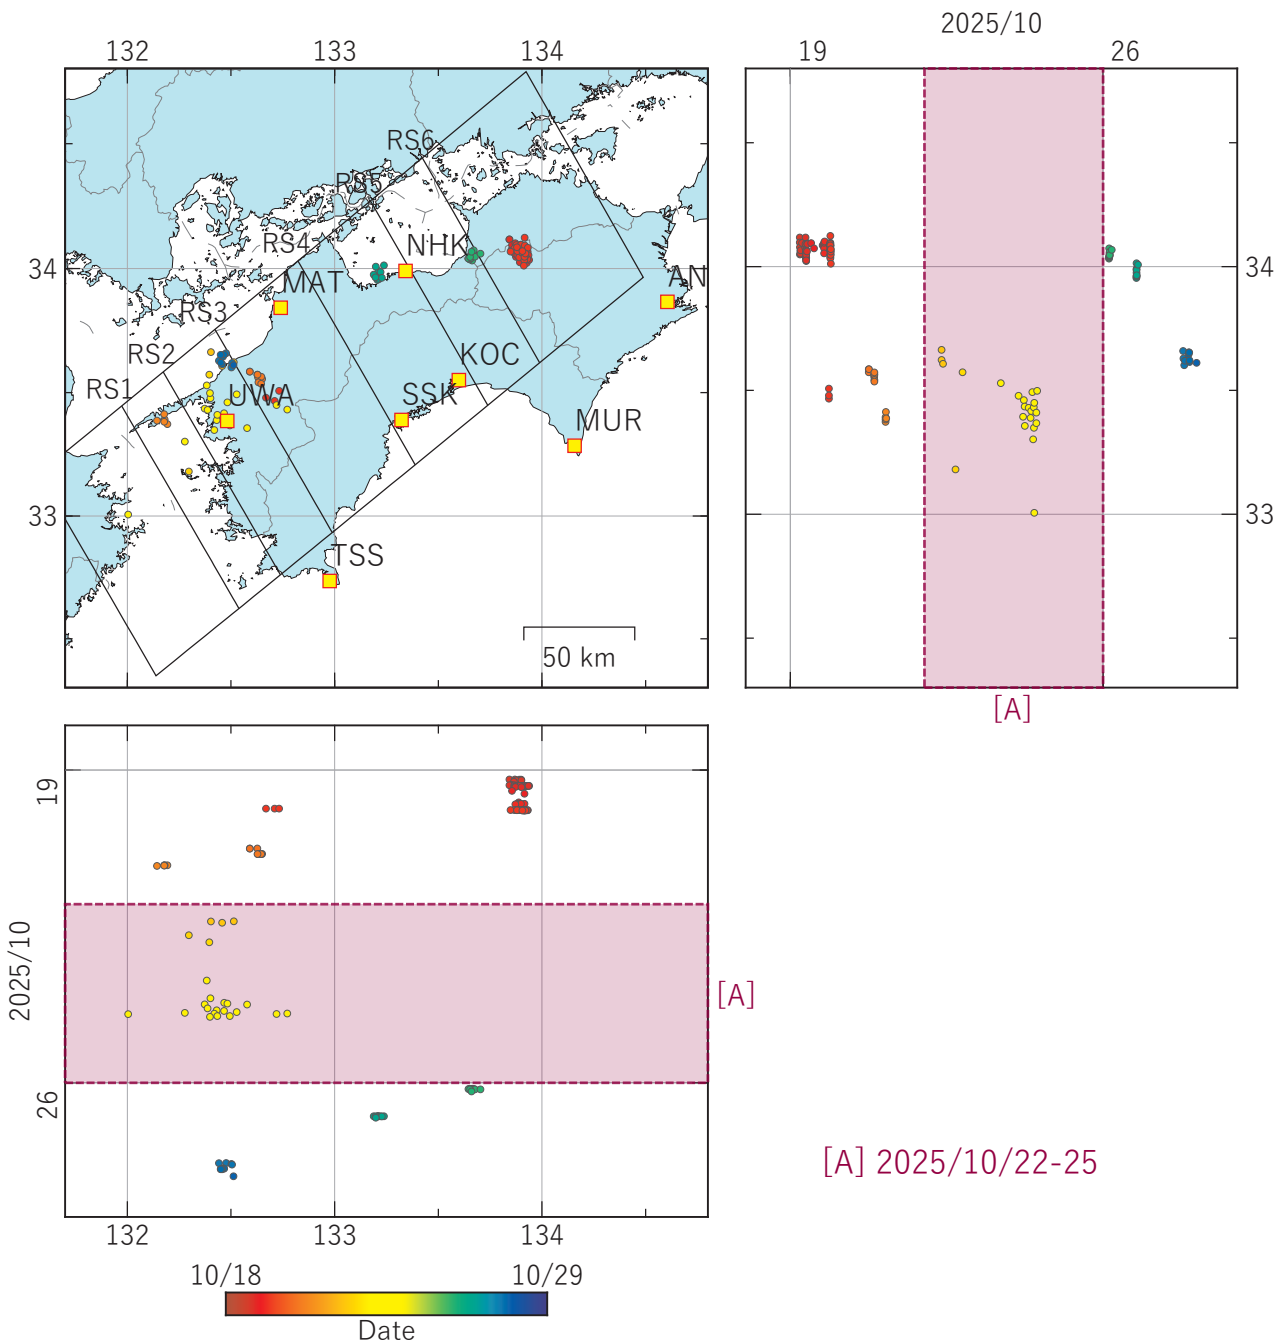 2025/10
132 133 134
19 26
RS6
RS5
RS4
NHK
34
34
MAT
AN
RS3
RS2
KOC
RS1
UWA
SSK
MUR
33
33
TSS
50 km
[A]
19
2025/10
[A]
26
[A] 2025/10/22-25
132 133 134
10/18 10/29
Date